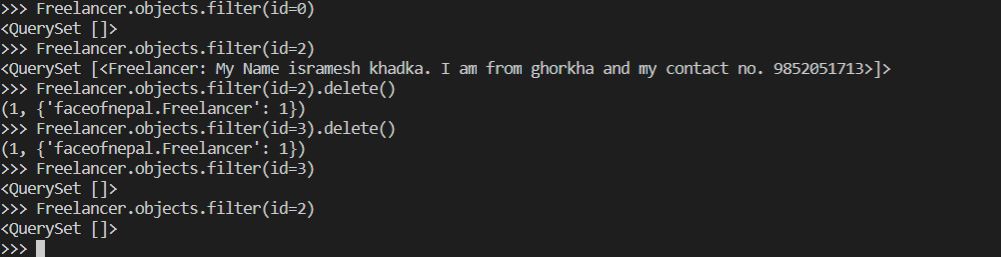 >>> Freelancer.objects.filter(id=0)
<QuerySet []>
>>> Freelancer.objects.filter(id=2)
<QuerySet [<Freelancer: My Name isramesh khadka. I am from ghorkha and my contact no. 9852051713>]>
>>> Freelancer.objects.filter(id=2).delete()
(1, {'faceofnepal.Freelancer': 1})
>>> Freelancer.objects.filter(id=3).delete()
(1, {'faceofnepal.Freelancer': 1})
>>> Freelancer.objects.filter(id=3)
<QuerySet []>
>>> Freelancer.objects.filter(id=2)
<QuerySet []>
>>>